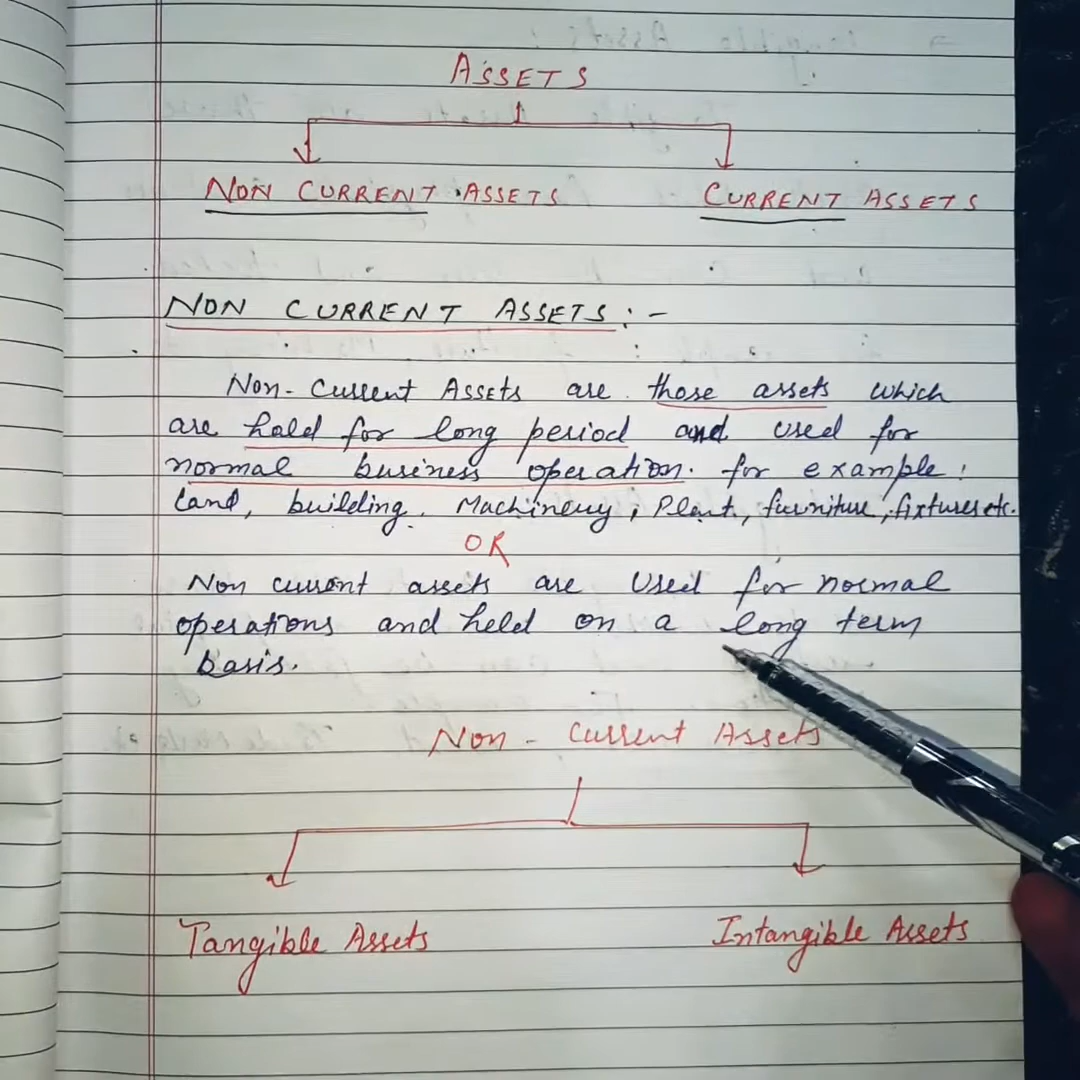 ASSETS
NON CURRENT ASSETS
CURRENT ASSETS
NON CURRENT ASSETS :-
Non-Current Assets are those assets which
are hald for long period and used for
normal business operation. for example :
land, building. Machinery, Plant, furniture, fixtures etc.
OR
Non current assets are used for normal
operations and held on a long term
basis.
Non - Current Assets
Tangible Assets
Intangible Assets